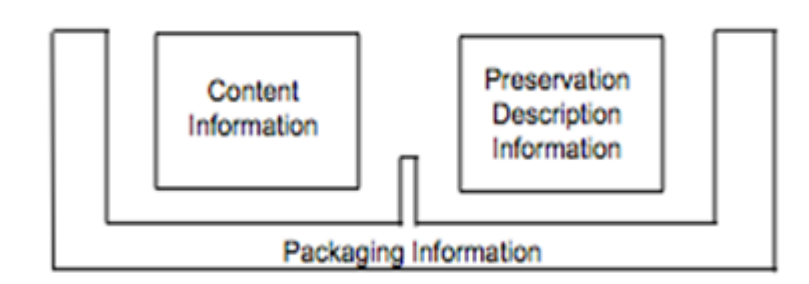 Content
Information
Preservation
Description
Information
Packaging Information